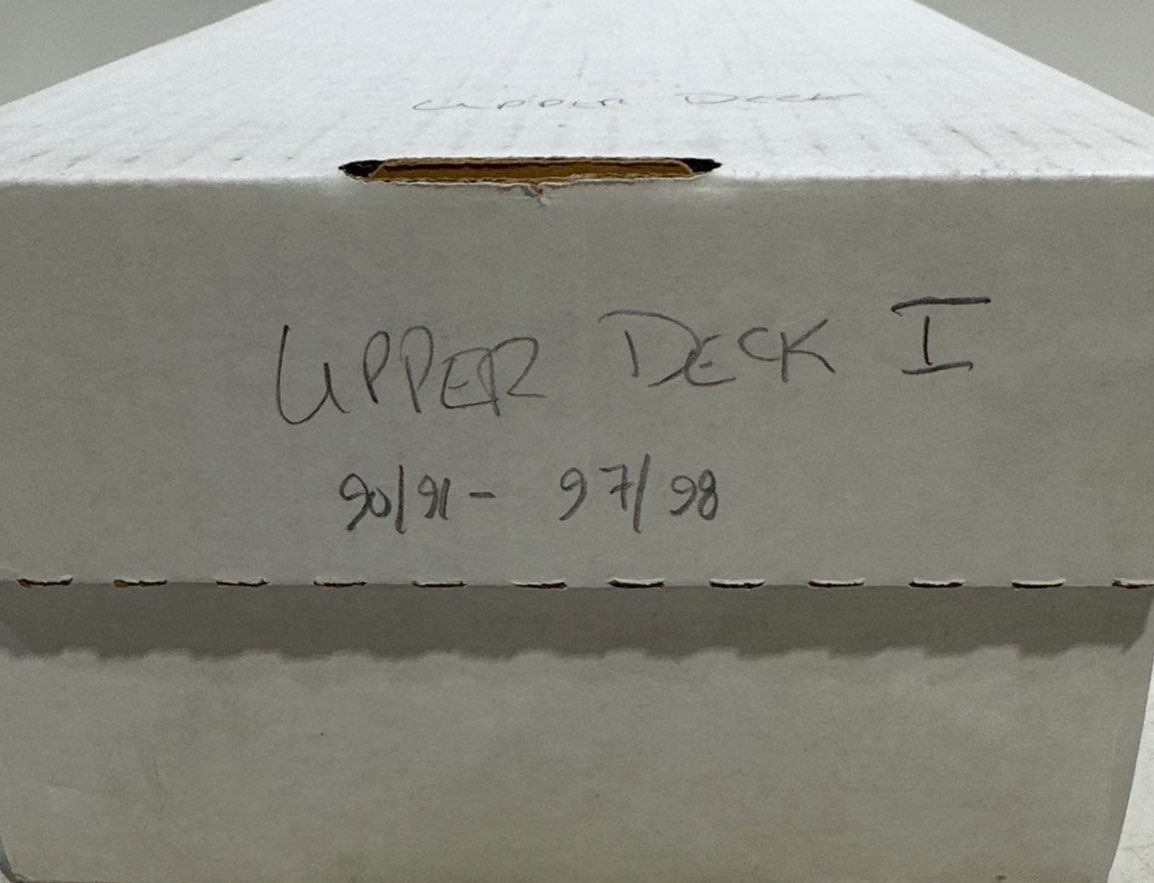 UPPER DECK
UPPER DECK I
90/91 - 97/98